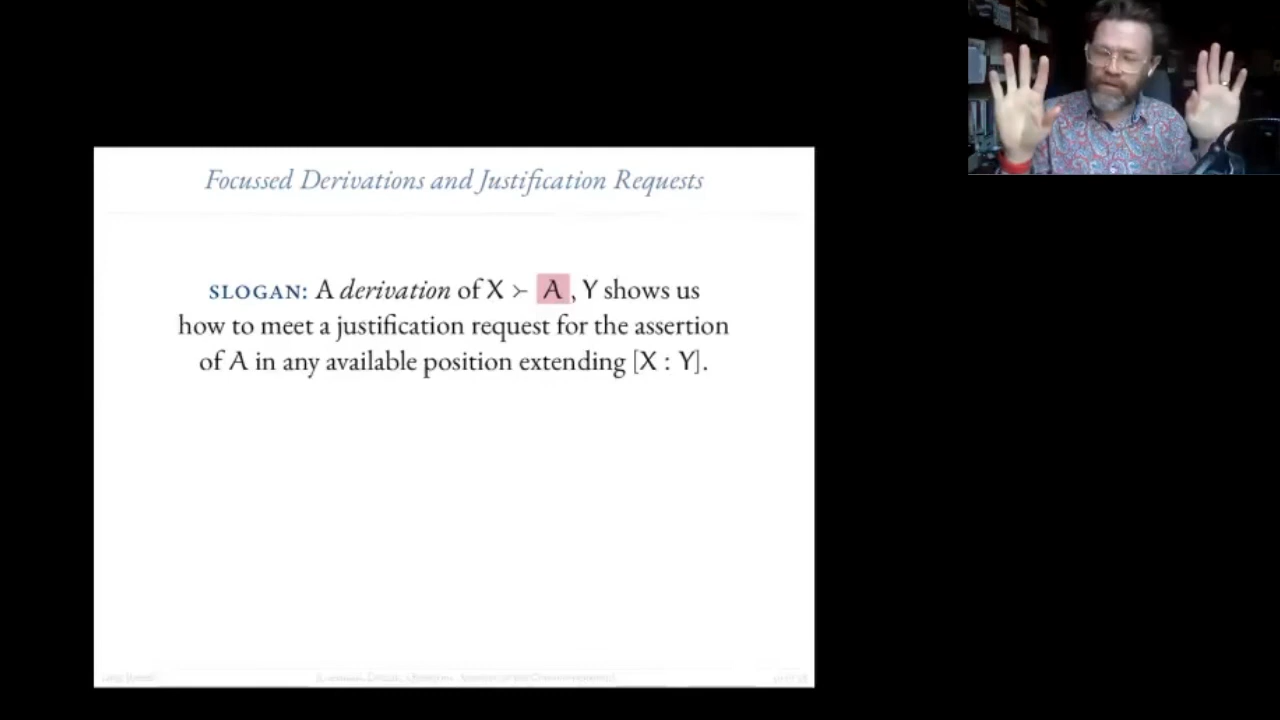 Focussed Derivations and Justification Requests
SLOGAN: A derivation of X ≻ A , Y shows us
how to meet a justification request for the assertion
of A in any available position extending [X : Y].